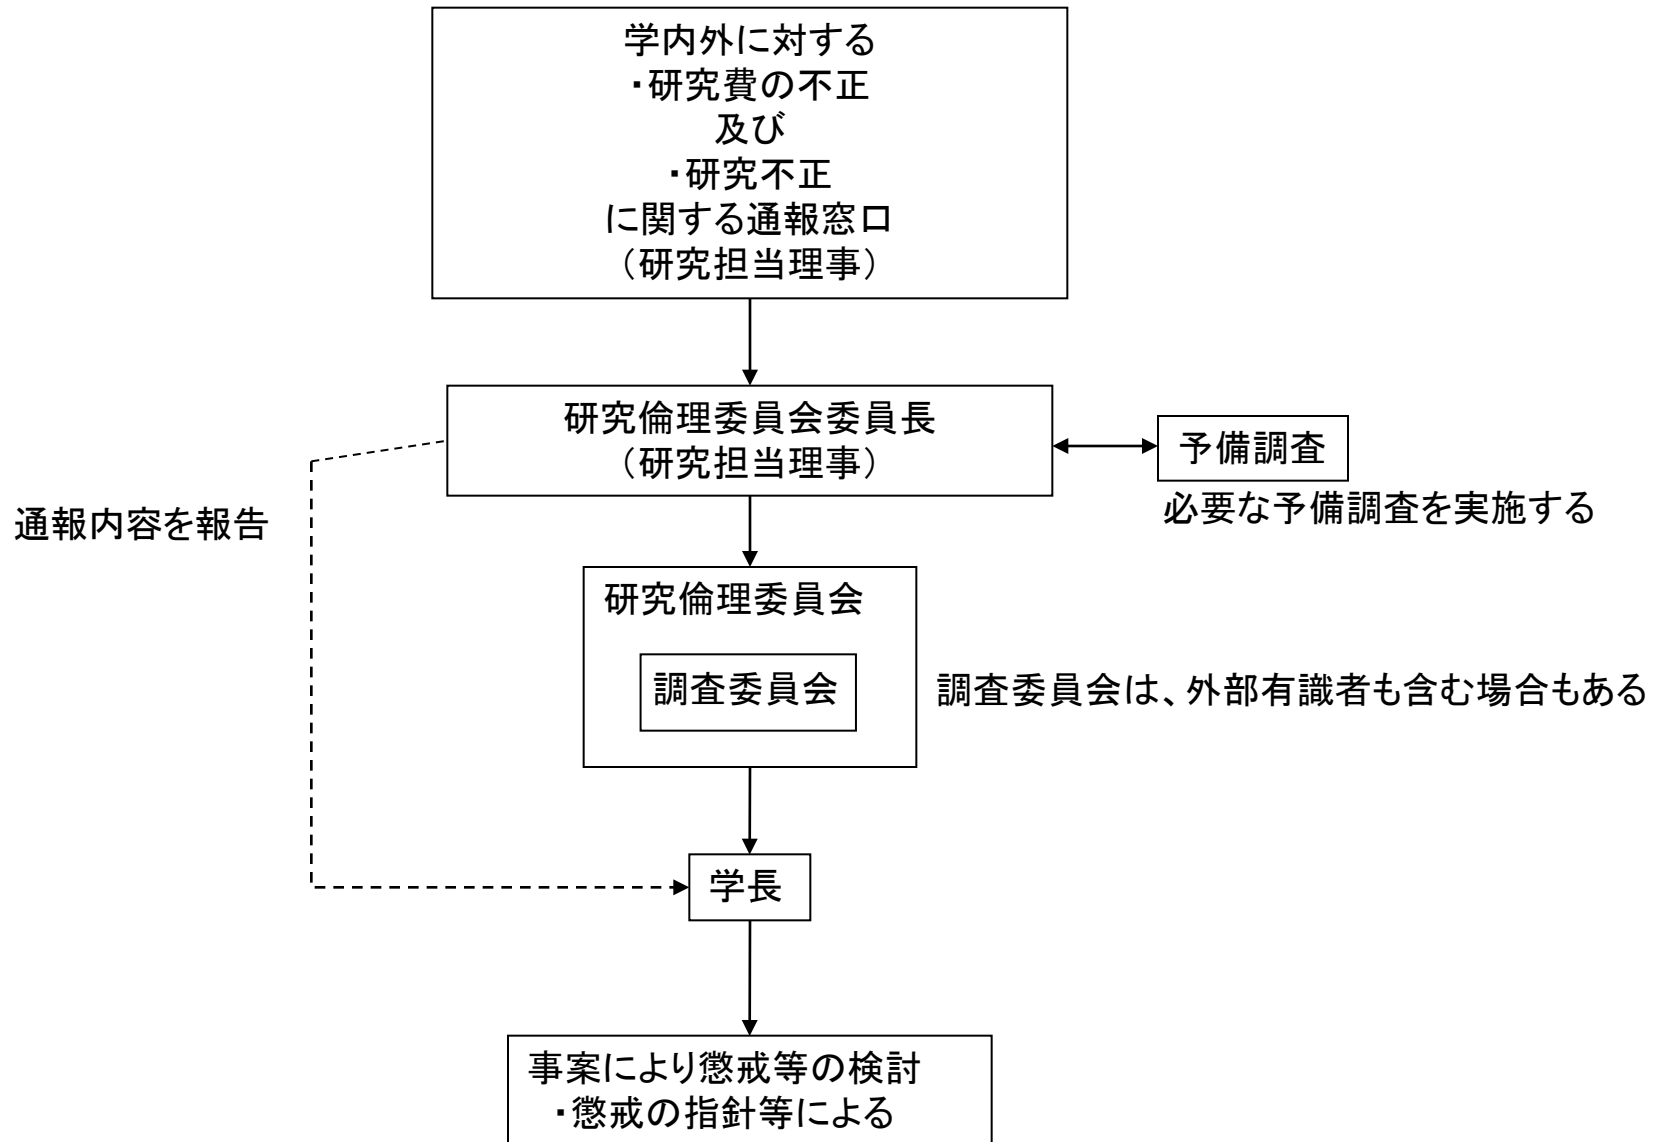 学内外に対する
・研究費の不正
及び
・研究不正
に関する通報窓口
（研究担当理事）
研究倫理委員会委員長
（研究担当理事）
予備調査
必要な予備調査を実施する
通報内容を報告
研究倫理委員会
調査委員会
調査委員会は、外部有識者も含む場合もある
学長
事案により懲戒等の検討
・懲戒の指針等による